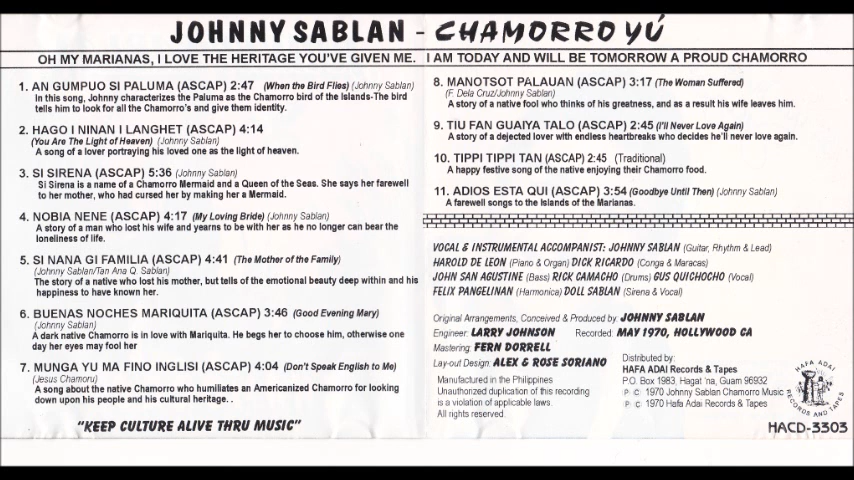 JOHNNY SABLAN - CHAMORRO YÚ
OH MY MARIANAS, I LOVE THE HERITAGE YOU'VE GIVEN ME. I AM TODAY AND WILL BE TOMORROW A PROUD CHAMORRO
1. AN GUMPUO SI PALUMA (ASCAP) 2:47 (When the Bird Flies) (Johnny Sablan)
In this song, Johnny characterizes the Paluma as the Chamorro bird of the Islands-The bird
tells him to look for all the Chamorro's and give them identity.
2. HAGO I NINAN I LANGHET (ASCAP) 4:14
(You Are The Light of Heaven) (Johnny Sablan)
A song of a lover portraying his loved one as the light of heaven.
3. SI SIRENA (ASCAP) 5:36 (Johnny Sablan)
Si Sirena is a name of a Chamorro Mermaid and a Queen of the Seas. She says her farewell
to her mother, who had cursed her by making her a Mermaid.
4. NOBIA NENE (ASCAP) 4:17 (My Loving Bride) (Johnny Sablan)
A story of a man who lost his wife and yearns to be with her as he no longer can bear the
loneliness of life.
5. SI NANA GI FAMILIA (ASCAP) 4:41 (The Mother of the Family)
(Johnny Sablan/Tan Ana Q. Sablan)
The story of a native who lost his mother, but tells of the emotional beauty deep within and his
happiness to have known her.
6. BUENAS NOCHES MARIQUITA (ASCAP) 3:46 (Good Evening Mary)
(Johnny Sablan)
A dark native Chamorro is in love with Mariquita. He begs her to choose him, otherwise one
day her eyes may fool her
7. MUNGA YU MA FINO INGLISI (ASCAP) 4:04 (Don't Speak English to Me)
(Jesus Chamoru)
A song about the native Chamorro who humiliates an Americanized Chamorro for looking
down upon his people and his cultural heritage. .
"KEEP CULTURE ALIVE THRU MUSIC"
8. MANOTSOT PALAUAN (ASCAP) 3:17 (The Woman Suffered)
(F. Dela Cruz/Johnny Sablan)
A story of a native fool who thinks of his greatness, and as a result his wife leaves him.
9. TIU FAN GUAIYA TALO (ASCAP) 2:45 (I'll Never Love Again)
A story of a dejected lover with endless heartbreaks who decides he'll never love again.
10. TIPPI TIPPI TAN (ASCAP) 2:45 (Traditional)
A happy festive song of the native enjoying their Chamorro food.
11. ADIOS ESTA QUI (ASCAP) 3:54 (Goodbye Until Then) (Johnny Sablan)
A farewell songs to the Islands of the Marianas.
VOCAL & INSTRUMENTAL ACCOMPANIST: JOHNNY SABLAN (Guitar, Rhythm & Lead)
HAROLD DE LEON (Piano & Organ) DICK RICARDO (Conga & Maracas)
JOHN SAN AGUSTINE (Bass) RICK CAMACHO (Drums) GUS QUICHOCHO (Vocal)
FELIX PANGELINAN (Harmonica) DOLL SABLAN (Sirena & Vocal)
Original Arrangements, Conceived & Produced by: JOHNNY SABLAN
Engineer: LARRY JOHNSON Recorded: MAY 1970, HOLLYWOOD CA
Mastering: FERN DORRELL
Lay-out Design: ALEX & ROSE SORIANO
Manufactured in the Philippines
Unauthorized duplication of this recording
is a violation of applicable laws.
All rights reserved.
Distributed by:
HAFA ADAI Records & Tapes
P.O. Box 1983, Hagat 'na, Guam 96932
Ⓟ Ⓒ 1970 Johnny Sablan Chamorro Music
Ⓟ Ⓒ 1970 Hafa Adai Records & Tapes
HAFA ADAI
RECORDS AND TAPES
HACD-3303